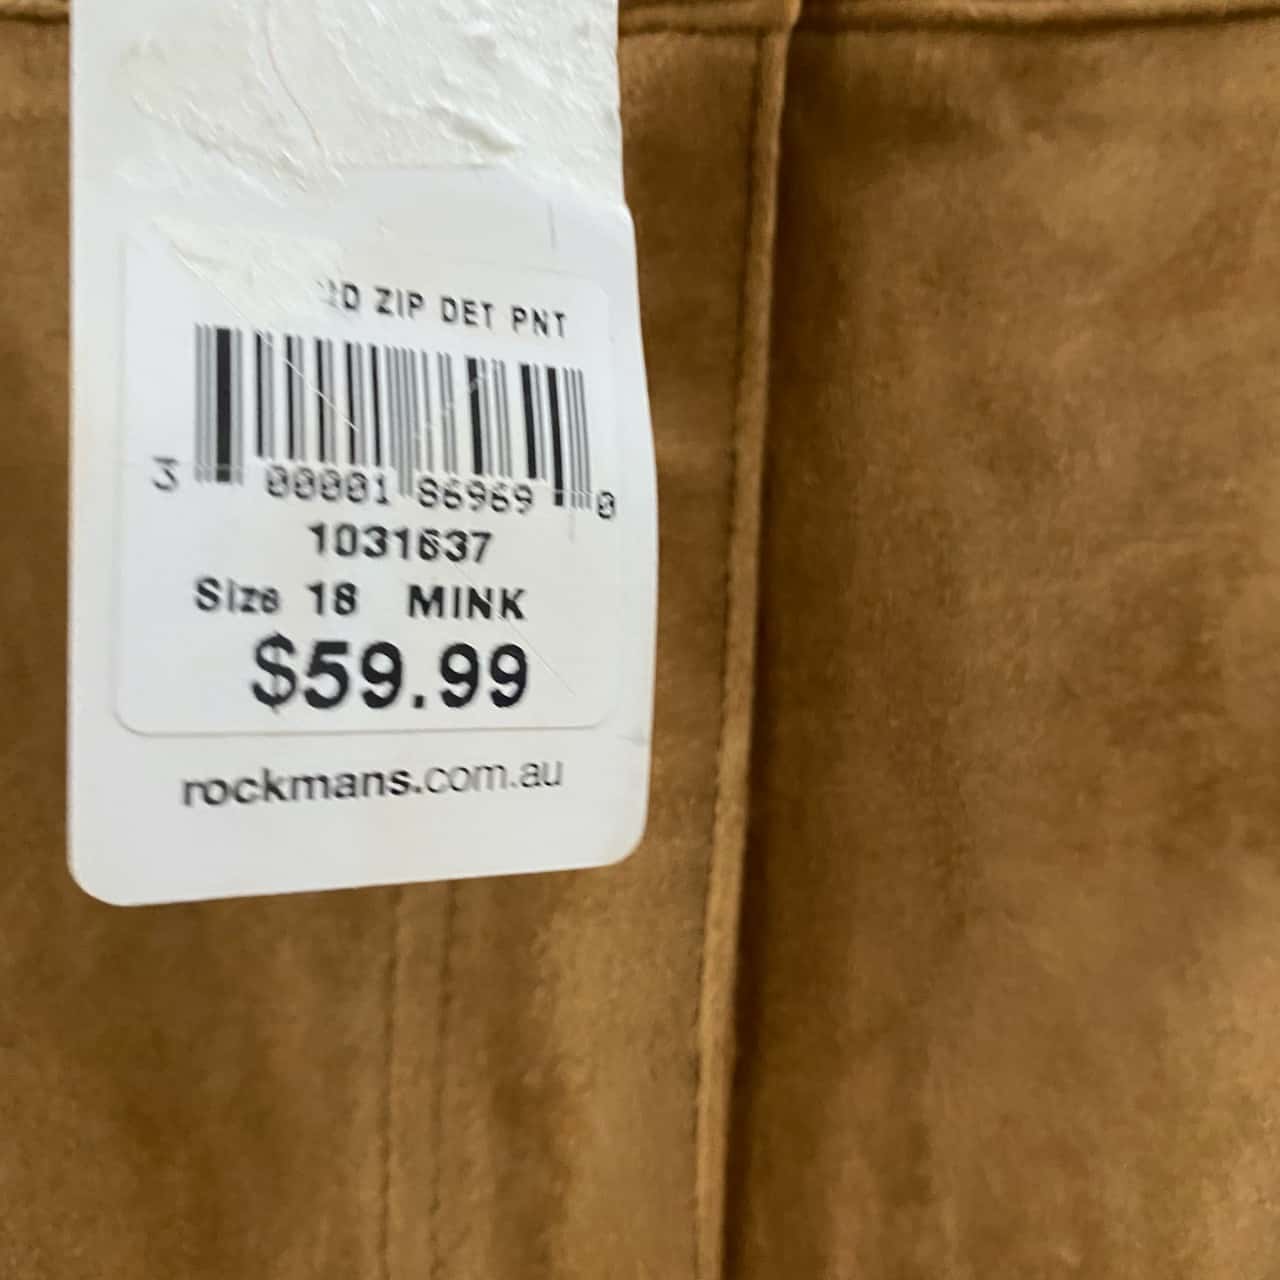 ZIP DET PNT
3 00001 86969 0
1031637
Size 18 MINK
$59.99
rockmans.com.au